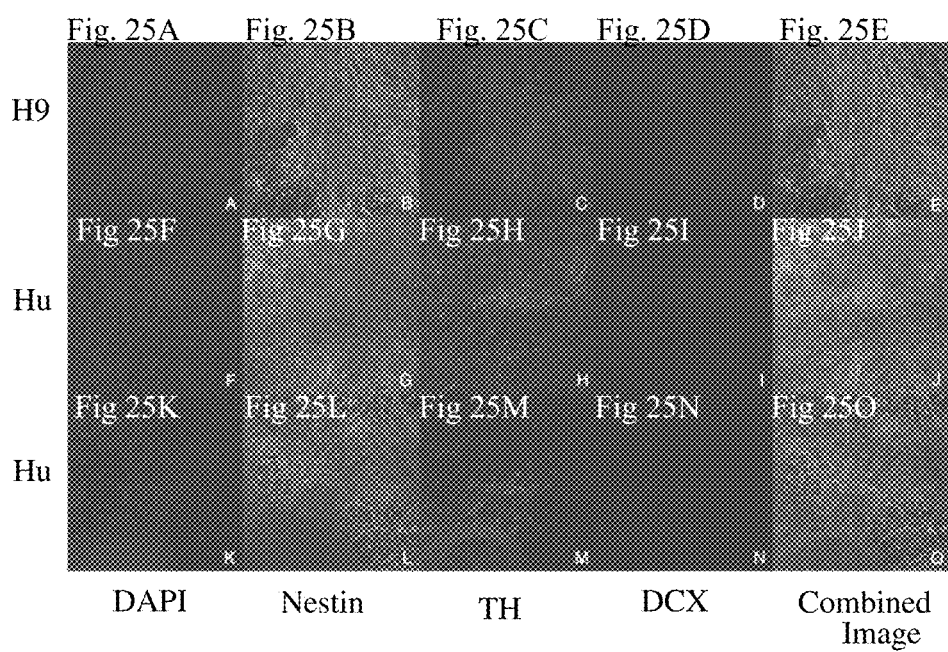 Fig. 25A Fig. 25B Fig. 25C Fig. 25D Fig. 25E
H9
A B C D E
Fig 25F Fig 25G Fig 25H Fig 25I Fig 25J
Hu
F G H I J
Fig 25K Fig 25L Fig 25M Fig 25N Fig 25O
Hu
K L M N O
DAPI Nestin TH DCX Combined
Image